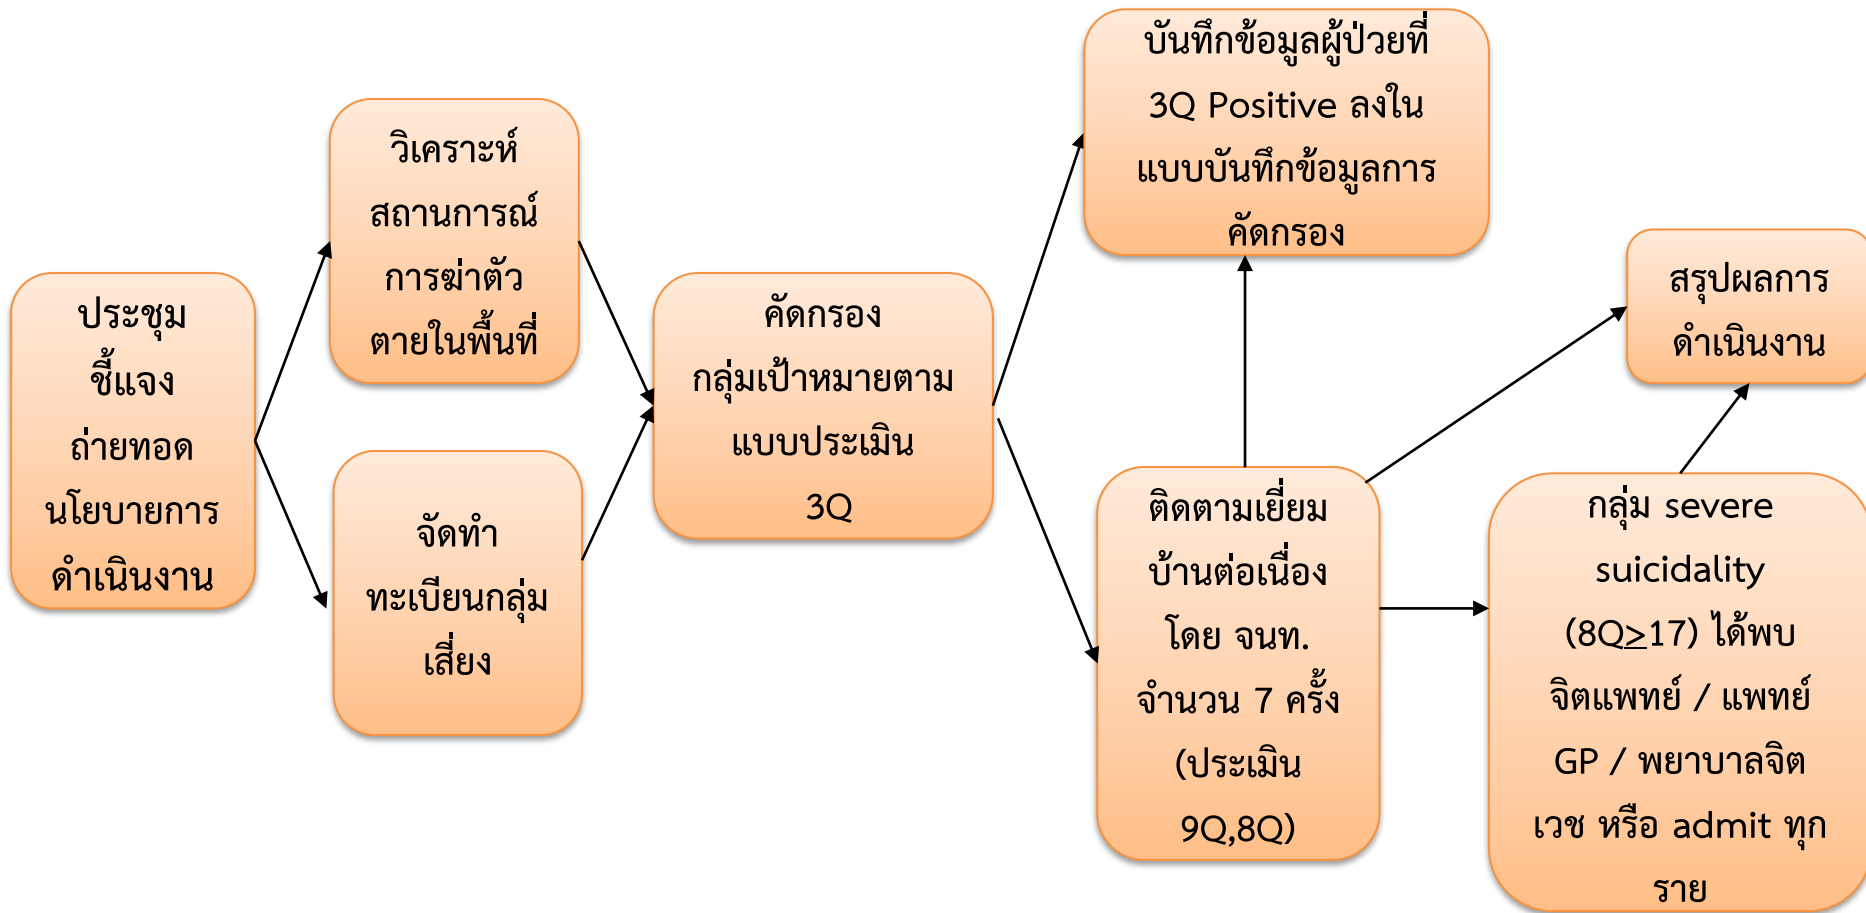 ประชุม
ชี้แจง
ถ่ายทอด
นโยบายการ
ดำเนินงาน
วิเคราะห์
สถานการณ์
การฆ่าตัว
ตายในพื้นที่
จัดทำ
ทะเบียนกลุ่ม
เสี่ยง
คัดกรอง
กลุ่มเป้าหมายตาม
แบบประเมิน
3Q
บันทึกข้อมูลผู้ป่วยที่
3Q Positive ลงใน
แบบบันทึกข้อมูลการ
คัดกรอง
ติดตามเยี่ยม
บ้านต่อเนื่อง
โดย จนท.
จำนวน 7 ครั้ง
(ประเมิน
9Q,8Q)
สรุปผลการ
ดำเนินงาน
กลุ่ม severe
suicidality
(8Q≥17) ได้พบ
จิตแพทย์ / แพทย์
GP / พยาบาลจิต
เวช หรือ admit ทุก
ราย